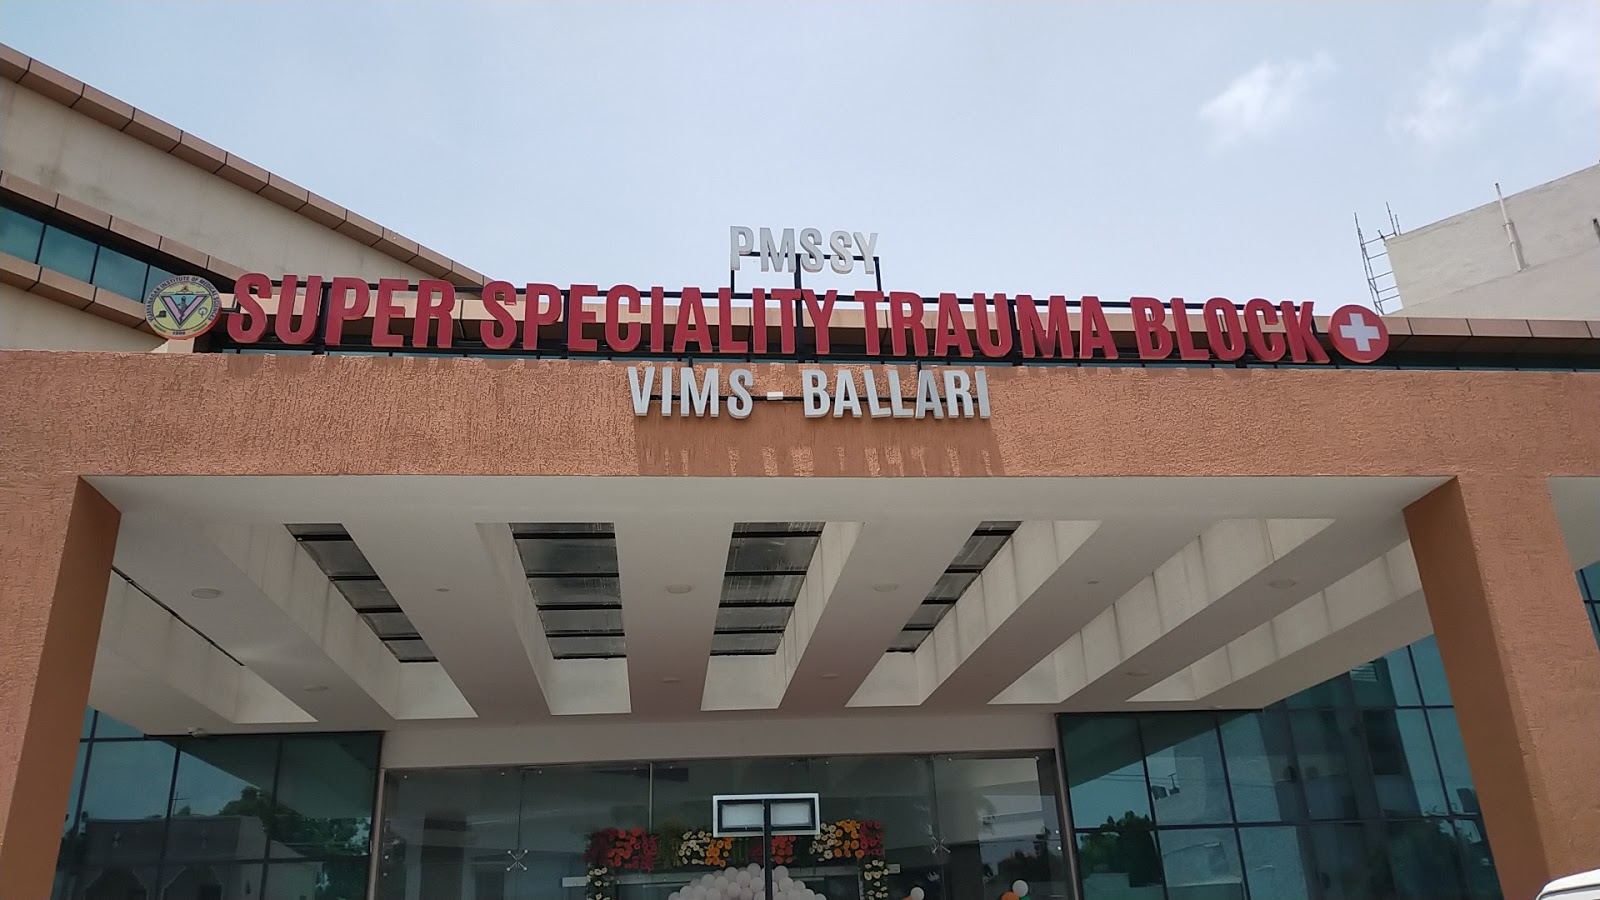 PMSSY
SUPER SPECIALITY TRAUMA BLOCK
VIMS - BALLARI